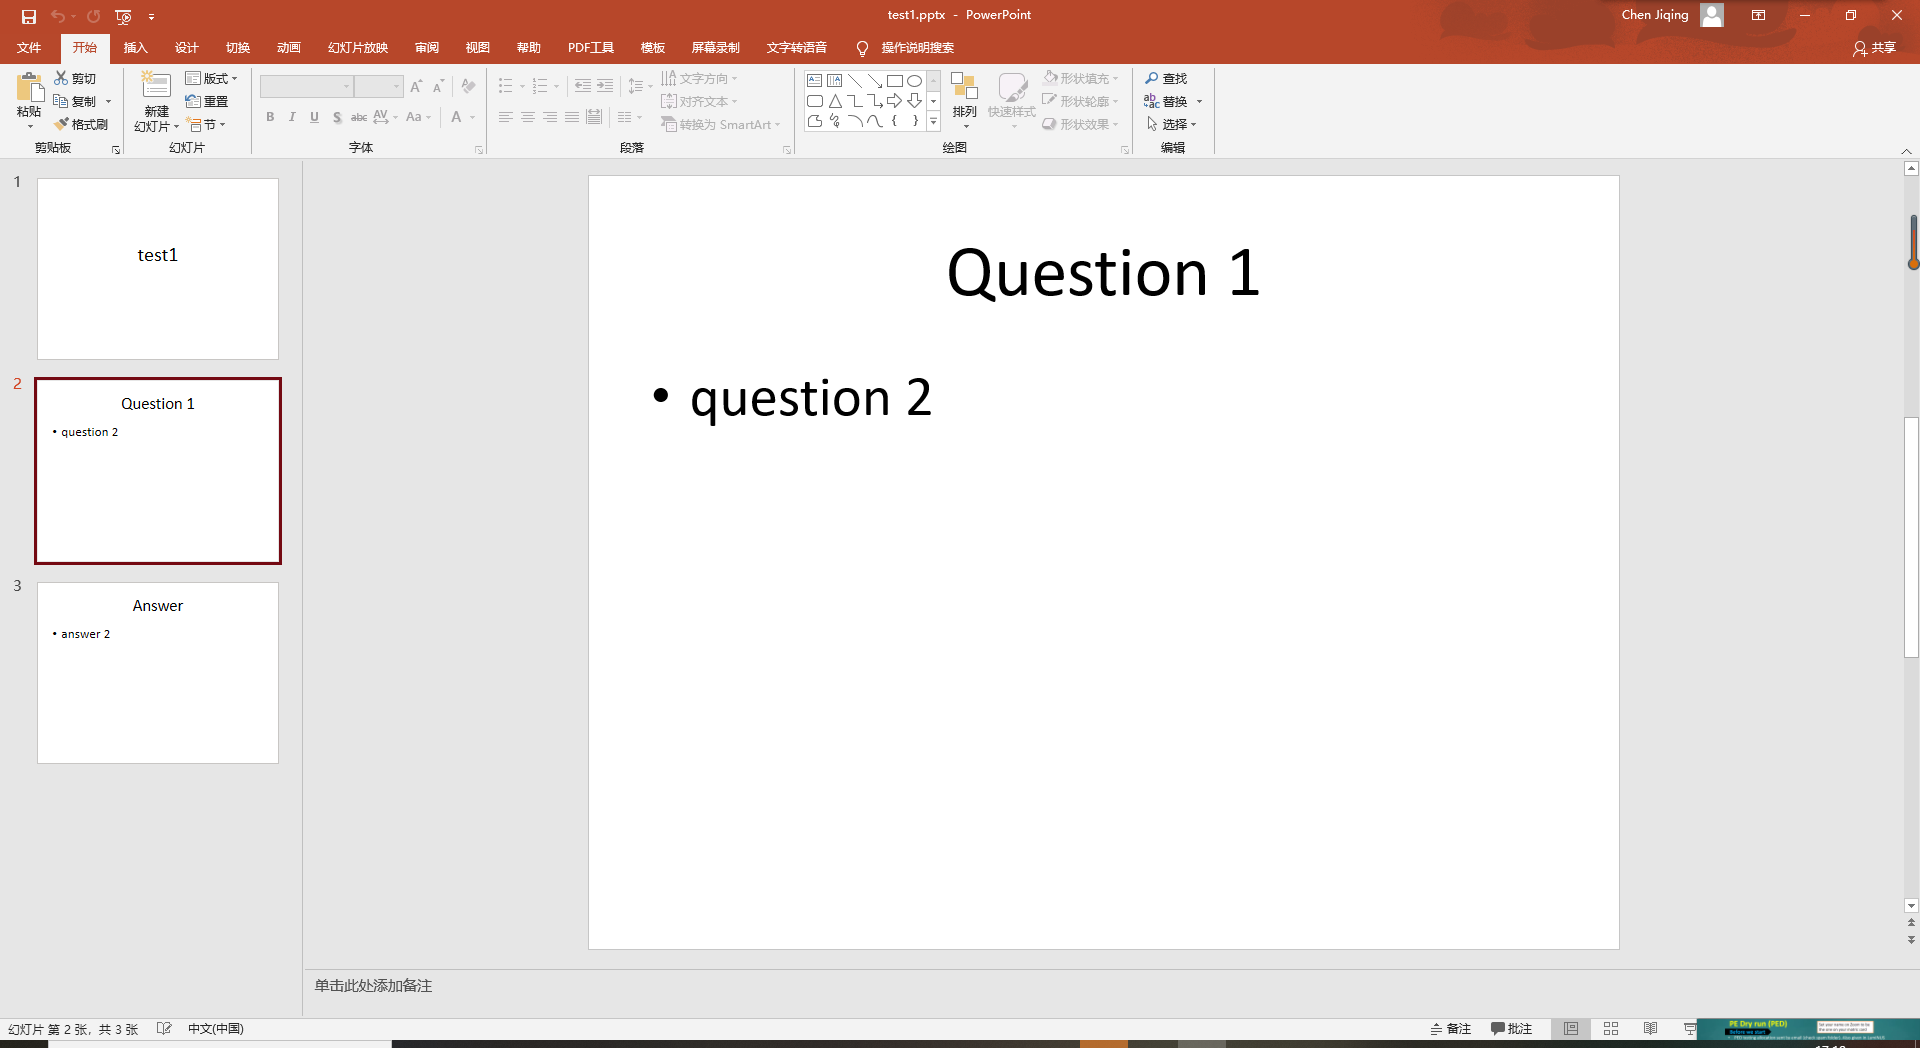 test1.pptx - PowerPoint
Chen Jiqing
文件 开始 插入 设计 切换 动画 幻灯片放映 审阅 视图 帮助 PDF工具 模板 屏幕录制 文字转语音 操作说明搜索 共享
粘贴
剪切
复制
格式刷
剪贴板
新建
幻灯片
版式
重置
节
幻灯片
B I U S abc AV Aa A
字体
文字方向
对齐文本
转换为 SmartArt
段落
排列
快速样式
形状填充
形状轮廓
形状效果
绘图
查找
替换
选择
编辑
1
test1
2
Question 1
• question 2
3
Answer
• answer 2
Question 1
• question 2
单击此处添加备注
幻灯片 第 2 张，共 3 张 中文(中国) 备注 批注
PE Dry run (PED)